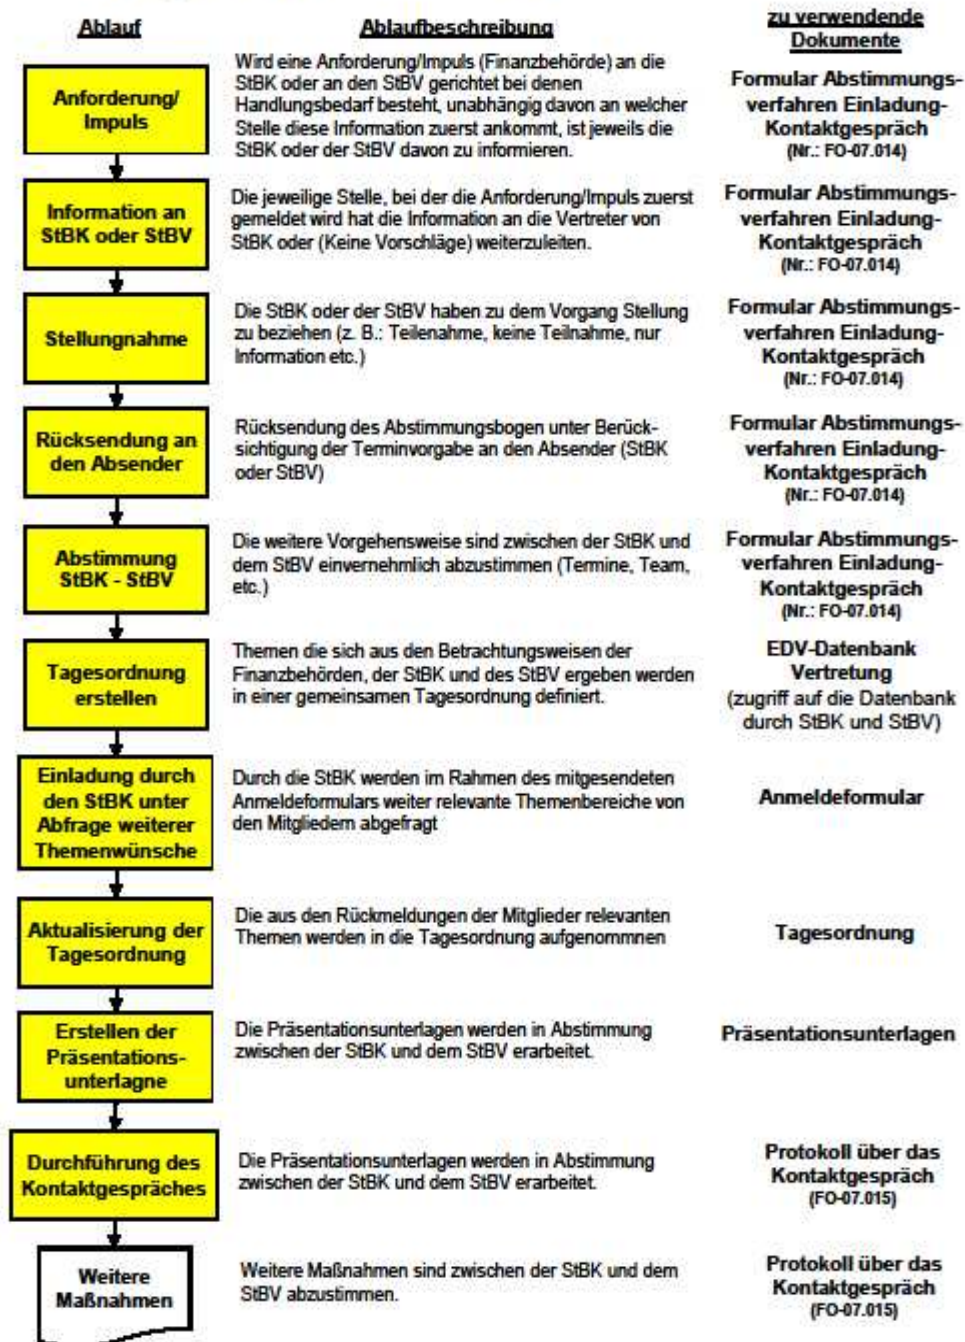 Ablauf
Ablaufbeschreibung
zu verwendende
Dokumente
Anforderung/
Impuls
Wird eine Anforderung/Impuls (Finanzbehörde) an die
StBK oder an den StBV gerichtet bei denen
Handlungsbedarf besteht, unabhängig davon an welcher
Stelle diese Information zuerst ankommt, ist jeweils die
StBK oder der StBV davon zu informieren.
Formular Abstimmungs-
verfahren Einladung-
Kontaktgespräch
(Nr.: FO-07.014)
Information an
StBK oder StBV
Die jeweilige Stelle, bei der die Anforderung/Impuls zuerst
gemeldet wird hat die Information an die Vertreter von
StBK oder (Keine Vorschläge) weiterzuleiten.
Formular Abstimmungs-
verfahren Einladung-
Kontaktgespräch
(Nr.: FO-07.014)
Stellungnahme
Die StBK oder der StBV haben zu dem Vorgang Stellung
zu beziehen (z. B.: Teilenahme, keine Teilnahme, nur
Information etc.)
Formular Abstimmungs-
verfahren Einladung-
Kontaktgespräch
(Nr.: FO-07.014)
Rücksendung an
den Absender
Rücksendung des Abstimmungsbogen unter Berück-
sichtigung der Terminvorgabe an den Absender (StBK
oder StBV)
Formular Abstimmungs-
verfahren Einladung-
Kontaktgespräch
(Nr.: FO-07.014)
Abstimmung
StBK - StBV
Die weitere Vorgehensweise sind zwischen der StBK und
dem StBV einvernehmlich abzustimmen (Termine, Team,
etc.)
Formular Abstimmungs-
verfahren Einladung-
Kontaktgespräch
(Nr.: FO-07.014)
Tagesordnung
erstellen
Themen die sich aus den Betrachtungsweisen der
Finanzbehörden, der StBK und des StBV ergeben werden
in einer gemeinsamen Tagesordnung definiert.
EDV-Datenbank
Vertretung
(zugriff auf die Datenbank
durch StBK und StBV)
Einladung durch
den StBK unter
Abfrage weiterer
Themenwünsche
Durch die StBK werden im Rahmen des mitgesendeten
Anmeldeformulars weiter relevante Themenbereiche von
den Mitgliedern abgefragt
Anmeldeformular
Aktualisierung der
Tagesordnung
Die aus den Rückmeldungen der Mitglieder relevanten
Themen werden in die Tagesordnung aufgenommnen
Tagesordnung
Erstellen der
Präsentations-
unterlagne
Die Präsentationsunterlagen werden in Abstimmung
zwischen der StBK und dem StBV erarbeitet.
Präsentationsunterlagen
Durchführung des
Kontaktgespräches
Die Präsentationsunterlagen werden in Abstimmung
zwischen der StBK und dem StBV erarbeitet.
Protokoll über das
Kontaktgespräch
(FO-07.015)
Weitere
Maßnahmen
Weitere Maßnahmen sind zwischen der StBK und dem
StBV abzustimmen.
Protokoll über das
Kontaktgespräch
(FO-07.015)